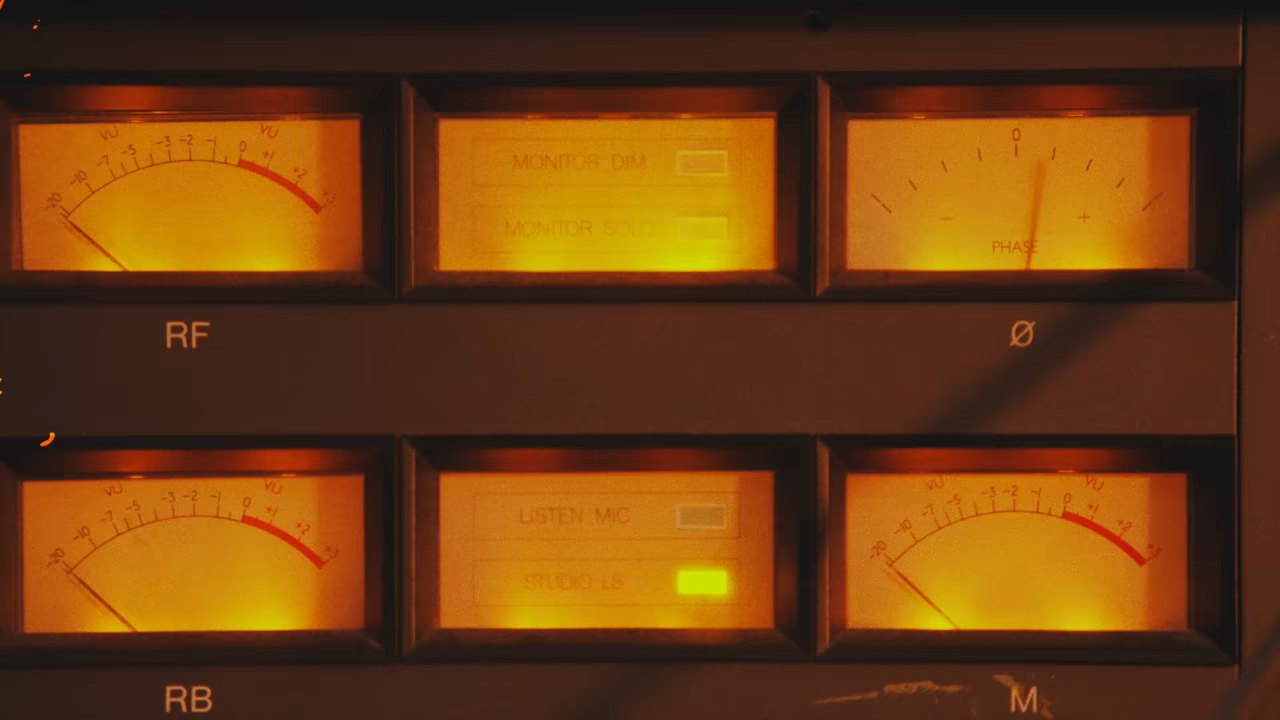 VU VU
-20 -10 -7 -5 -3 -2 -1 0 +1 +2 +3
MONITOR DIM
MONITOR SOLO
0
- +
PHASE
RF
Ø
VU VU
-20 -10 -7 -5 -3 -2 -1 0 +1 +2 +3
LISTEN MIC
STUDIO LS
VU VU
-20 -10 -7 -5 -3 -2 -1 0 +1 +2 +3
RB
M